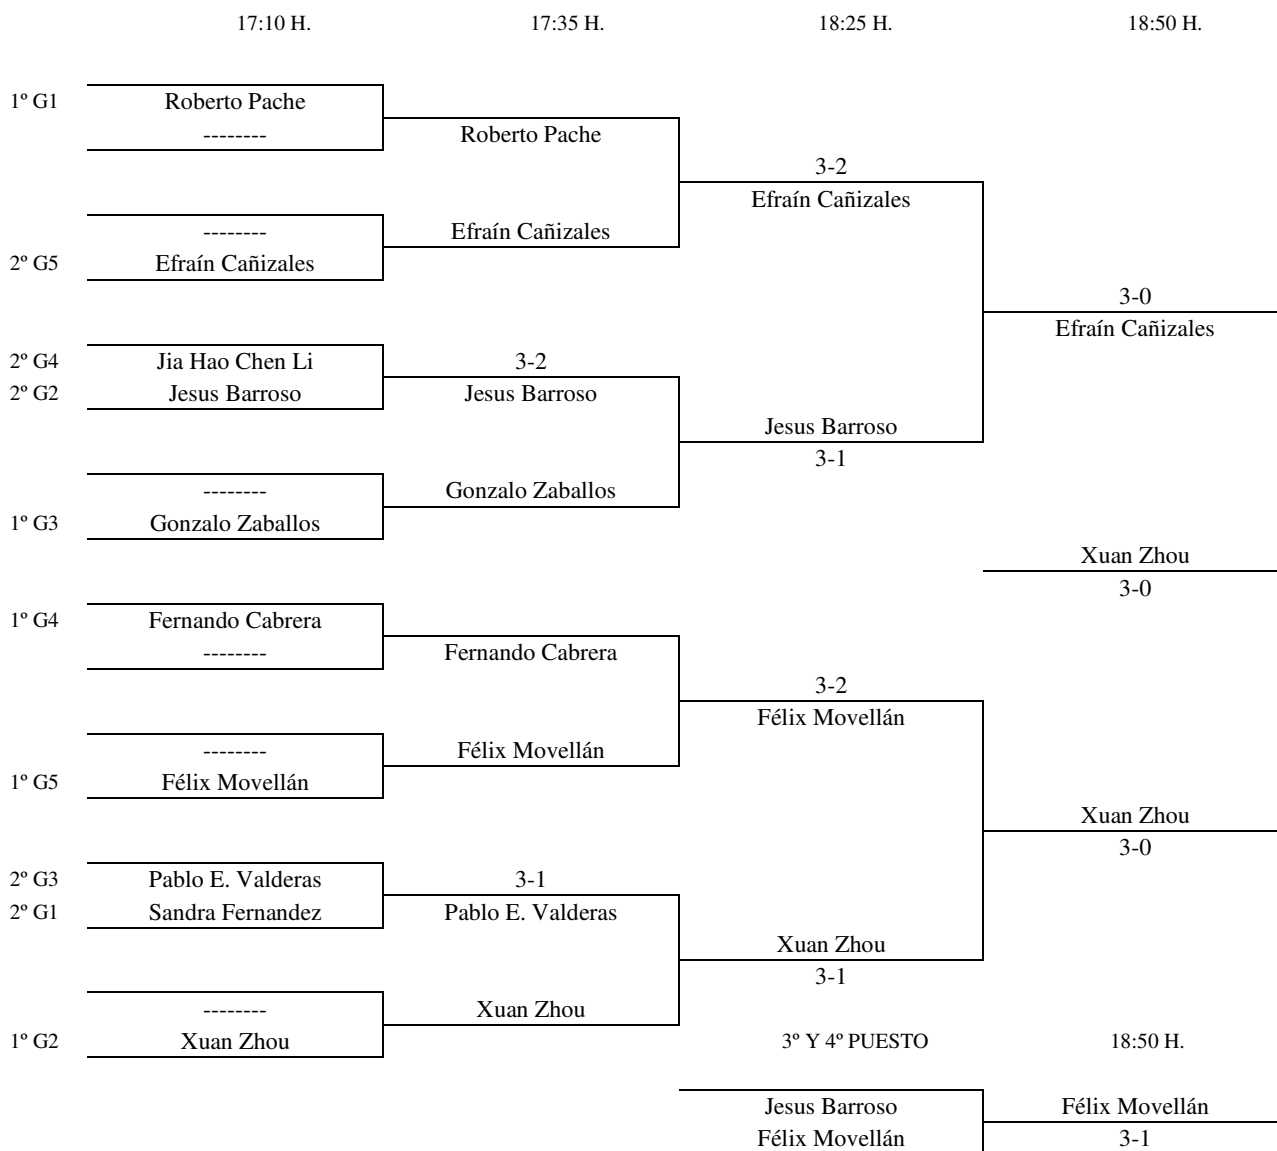 17:10 H. 17:35 H. 18:25 H. 18:50 H.
1º G1 Roberto Pache
--------
Roberto Pache
3-2
Efraín Cañizales
--------
Efraín Cañizales
2º G5 Efraín Cañizales
3-0
Efraín Cañizales
2º G4 Jia Hao Chen Li 3-2
2º G2 Jesus Barroso Jesus Barroso
Jesus Barroso
3-1
--------
Gonzalo Zaballos
1º G3 Gonzalo Zaballos
Xuan Zhou
3-0
1º G4 Fernando Cabrera
--------
Fernando Cabrera
3-2
Félix Movellán
--------
Félix Movellán
1º G5 Félix Movellán
Xuan Zhou
3-0
2º G3 Pablo E. Valderas 3-1
2º G1 Sandra Fernandez Pablo E. Valderas
Xuan Zhou
3-1
--------
Xuan Zhou
1º G2 Xuan Zhou 3º Y 4º PUESTO 18:50 H.
Jesus Barroso Félix Movellán
Félix Movellán 3-1